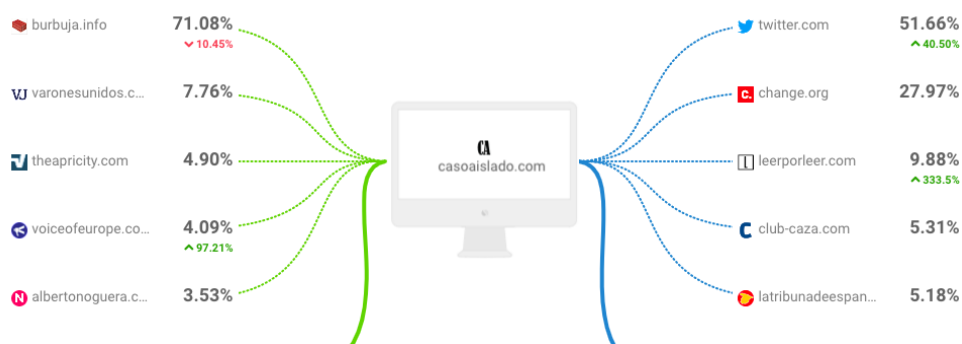 burbuja.info 71.08%
10.45%
varonesunidos.c... 7.76%
theapricity.com 4.90%
voiceofeurope.co... 4.09%
97.21%
albertonoguera.c... 3.53%
CA
casoaislado.com
twitter.com 51.66%
40.50%
change.org 27.97%
leerporleer.com 9.88%
333.5%
club-caza.com 5.31%
latribunadeespan... 5.18%